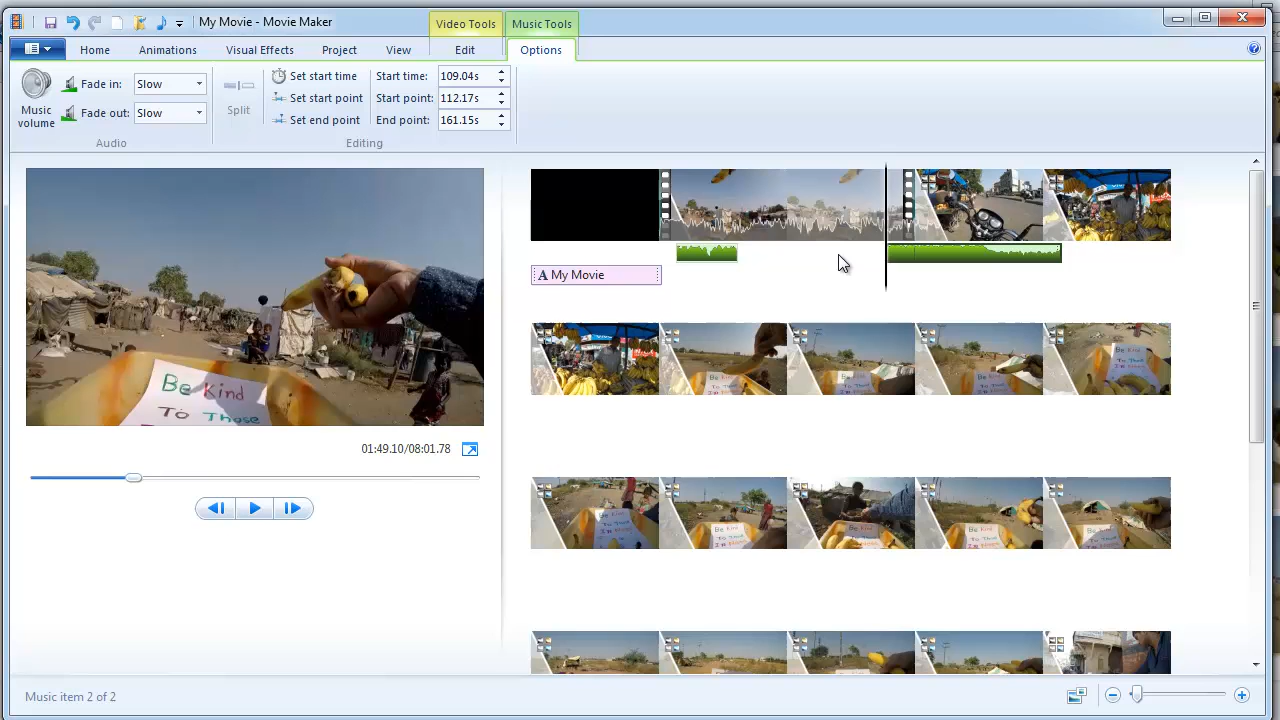 My Movie - Movie Maker
Video Tools
Music Tools
Home
Animations
Visual Effects
Project
View
Edit
Options
Music volume
Fade in: Slow
Fade out: Slow
Audio
Split
Set start time
Set start point
Set end point
Start time: 109.04s
Start point: 112.17s
End point: 161.15s
Editing
Be Kind
To Those
01:49.10/08:01.78
A My Movie
Music item 2 of 2